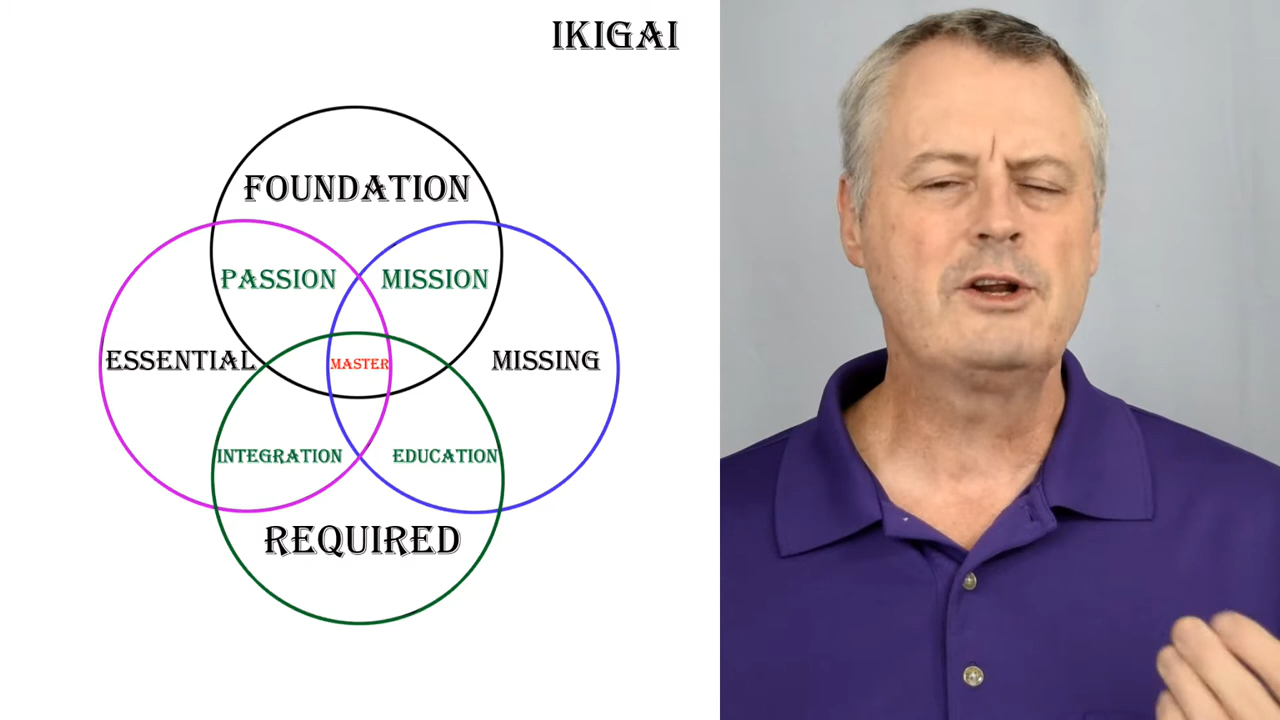 IKIGAI
FOUNDATION
PASSION
MISSION
ESSENTIAL
MASTER
MISSING
INTEGRATION
EDUCATION
REQUIRED